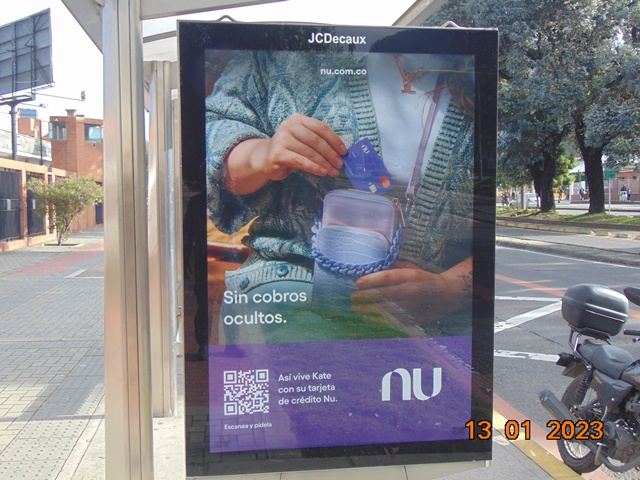 JCDecaux
nu.com.co
nu
Sin cobros
ocultos.
Así vive Kate
con su tarjeta
de crédito Nu.
nu
Escanea y pídela
13 01 2023